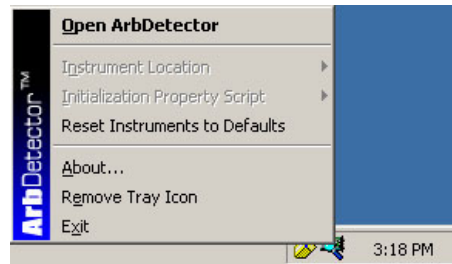 ArbDetector™
Open ArbDetector
Instrument Location
Initialization Property Script
Reset Instruments to Defaults
About...
Remove Tray Icon
Exit
3:18 PM